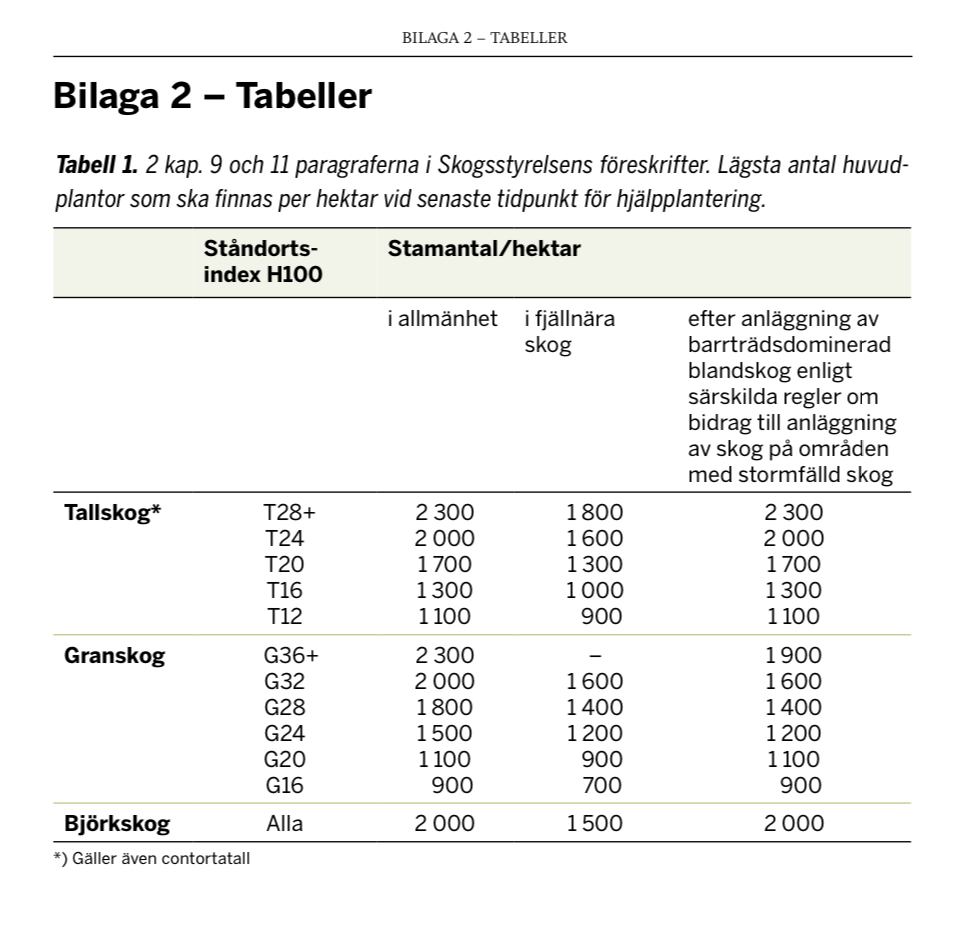 BILAGA 2 – TABELLER
Bilaga 2 – Tabeller
Tabell 1. 2 kap. 9 och 11 paragraferna i Skogsstyrelsens föreskrifter. Lägsta antal huvud-
plantor som ska finnas per hektar vid senaste tidpunkt för hjälpplantering.
Ståndorts- Stamantal/hektar
index H100
i allmänhet i fjällnära efter anläggning av
skog barrträdsdominerad
blandskog enligt
särskilda regler om
bidrag till anläggning
av skog på områden
med stormfälld skog
Tallskog* T28+ 2 300 1 800 2 300
T24 2 000 1 600 2 000
T20 1 700 1 300 1 700
T16 1 300 1 000 1 300
T12 1 100 900 1 100
Granskog G36+ 2 300 – 1 900
G32 2 000 1 600 1 600
G28 1 800 1 400 1 400
G24 1 500 1 200 1 200
G20 1 100 900 1 100
G16 900 700 900
Björkskog Alla 2 000 1 500 2 000
*) Gäller även contortatall